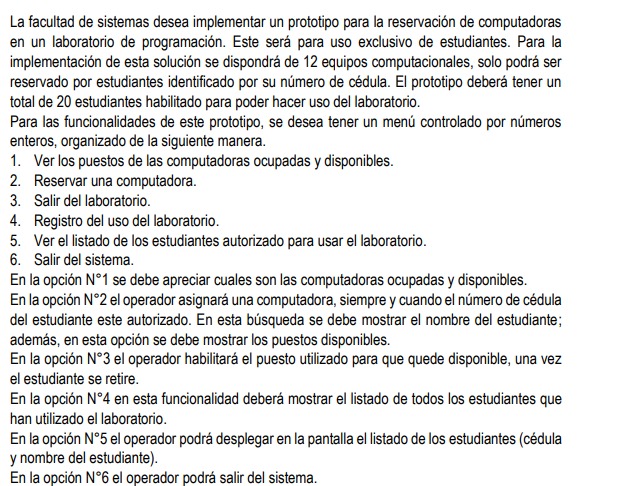 La facultad de sistemas desea implementar un prototipo para la reservación de computadoras
en un laboratorio de programación. Este será para uso exclusivo de estudiantes. Para la
implementación de esta solución se dispondrá de 12 equipos computacionales, solo podrá ser
reservado por estudiantes identificado por su número de cédula. El prototipo deberá tener un
total de 20 estudiantes habilitado para poder hacer uso del laboratorio.
Para las funcionalidades de este prototipo, se desea tener un menú controlado por números
enteros, organizado de la siguiente manera.
1. Ver los puestos de las computadoras ocupadas y disponibles.
2. Reservar una computadora.
3. Salir del laboratorio.
4. Registro del uso del laboratorio.
5. Ver el listado de los estudiantes autorizado para usar el laboratorio.
6. Salir del sistema.
En la opción N°1 se debe apreciar cuales son las computadoras ocupadas y disponibles.
En la opción N°2 el operador asignará una computadora, siempre y cuando el número de cédula
del estudiante este autorizado. En esta búsqueda se debe mostrar el nombre del estudiante;
además, en esta opción se debe mostrar los puestos disponibles.
En la opción N°3 el operador habilitará el puesto utilizado para que quede disponible, una vez
el estudiante se retire.
En la opción N°4 en esta funcionalidad deberá mostrar el listado de todos los estudiantes que
han utilizado el laboratorio.
En la opción N°5 el operador podrá desplegar en la pantalla el listado de los estudiantes (cédula
y nombre del estudiante).
En la opción N°6 el operador podrá salir del sistema.